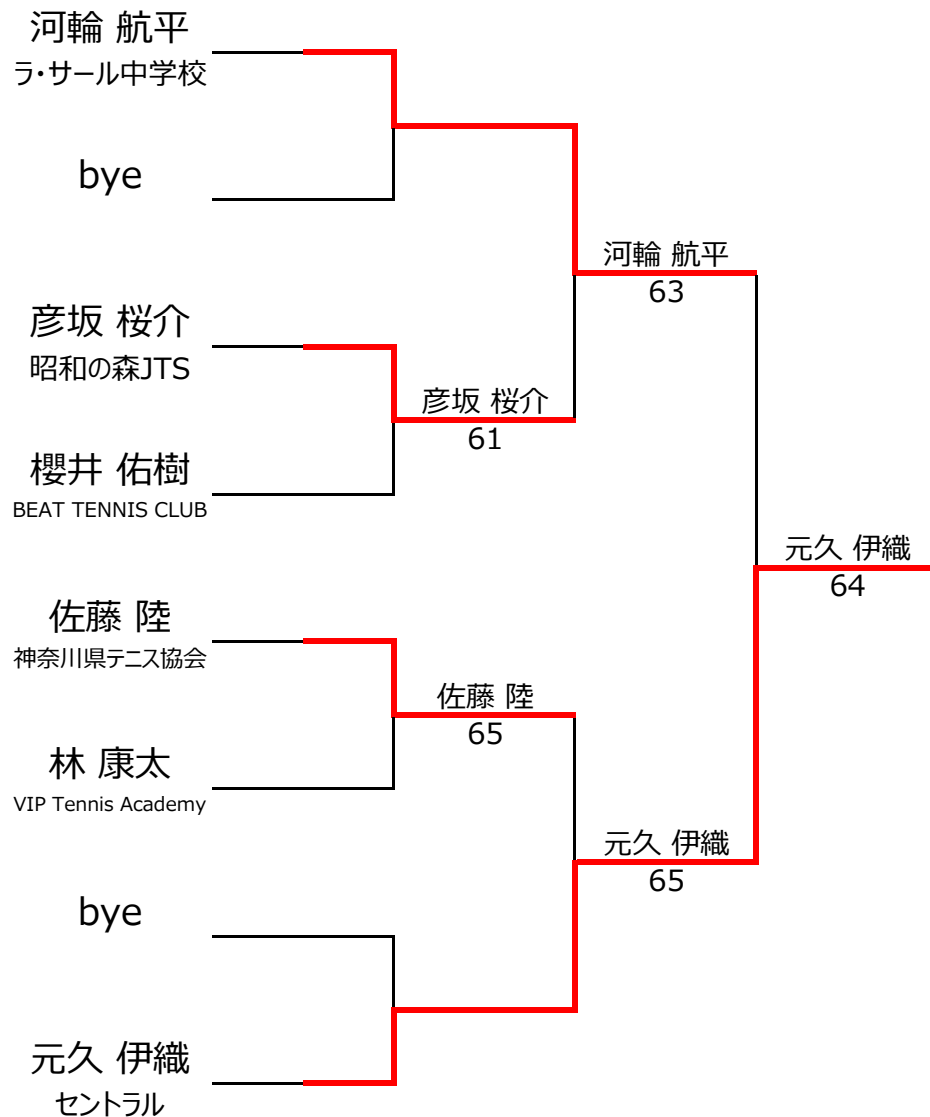 河輪 航平
ラ・サール中学校
bye
彦坂 桜介
昭和の森JTS
櫻井 佑樹
BEAT TENNIS CLUB
佐藤 陸
神奈川県テニス協会
林 康太
VIP Tennis Academy
bye
元久 伊織
セントラル
彦坂 桜介
61
佐藤 陸
65
河輪 航平
63
元久 伊織
65
元久 伊織
64